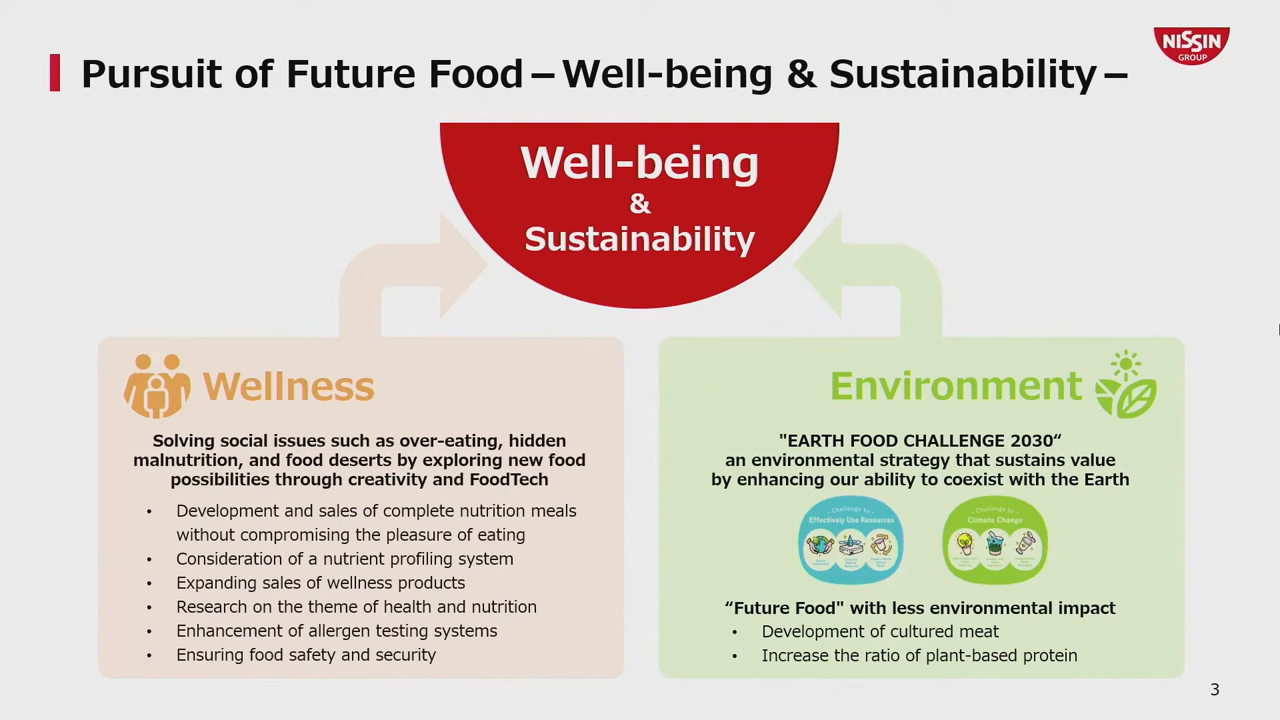 Pursuit of Future Food – Well-being & Sustainability –
NISSIN
GROUP
Well-being
&
Sustainability
Wellness
Solving social issues such as over-eating, hidden
malnutrition, and food deserts by exploring new food
possibilities through creativity and FoodTech
• Development and sales of complete nutrition meals
without compromising the pleasure of eating
• Consideration of a nutrient profiling system
• Expanding sales of wellness products
• Research on the theme of health and nutrition
• Enhancement of allergen testing systems
• Ensuring food safety and security
Environment
"EARTH FOOD CHALLENGE 2030“
an environmental strategy that sustains value
by enhancing our ability to coexist with the Earth
- Challenge to -
Effectively Use Resources
- Challenge to -
Climate Change
“Future Food" with less environmental impact
• Development of cultured meat
• Increase the ratio of plant-based protein
3